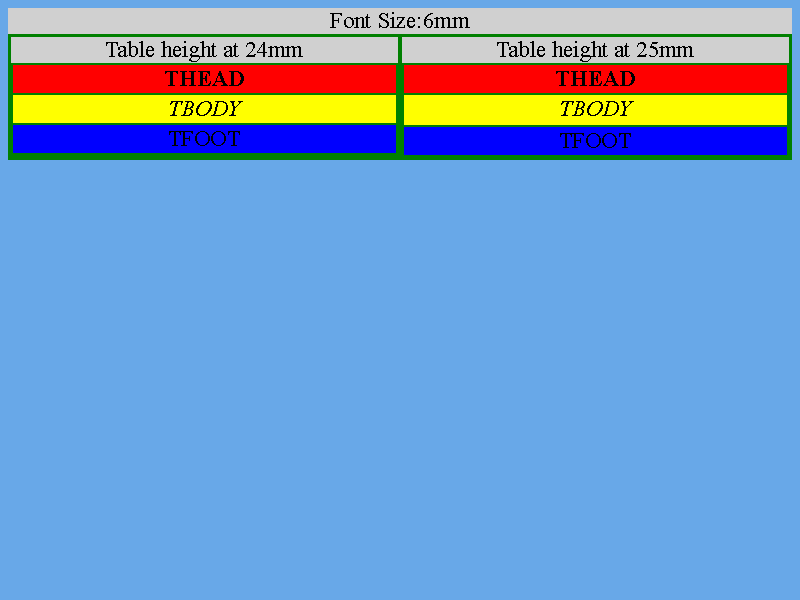 Font Size:6mm
Table height at 24mm Table height at 25mm
THEAD THEAD
TBODY TBODY
TFOOT TFOOT